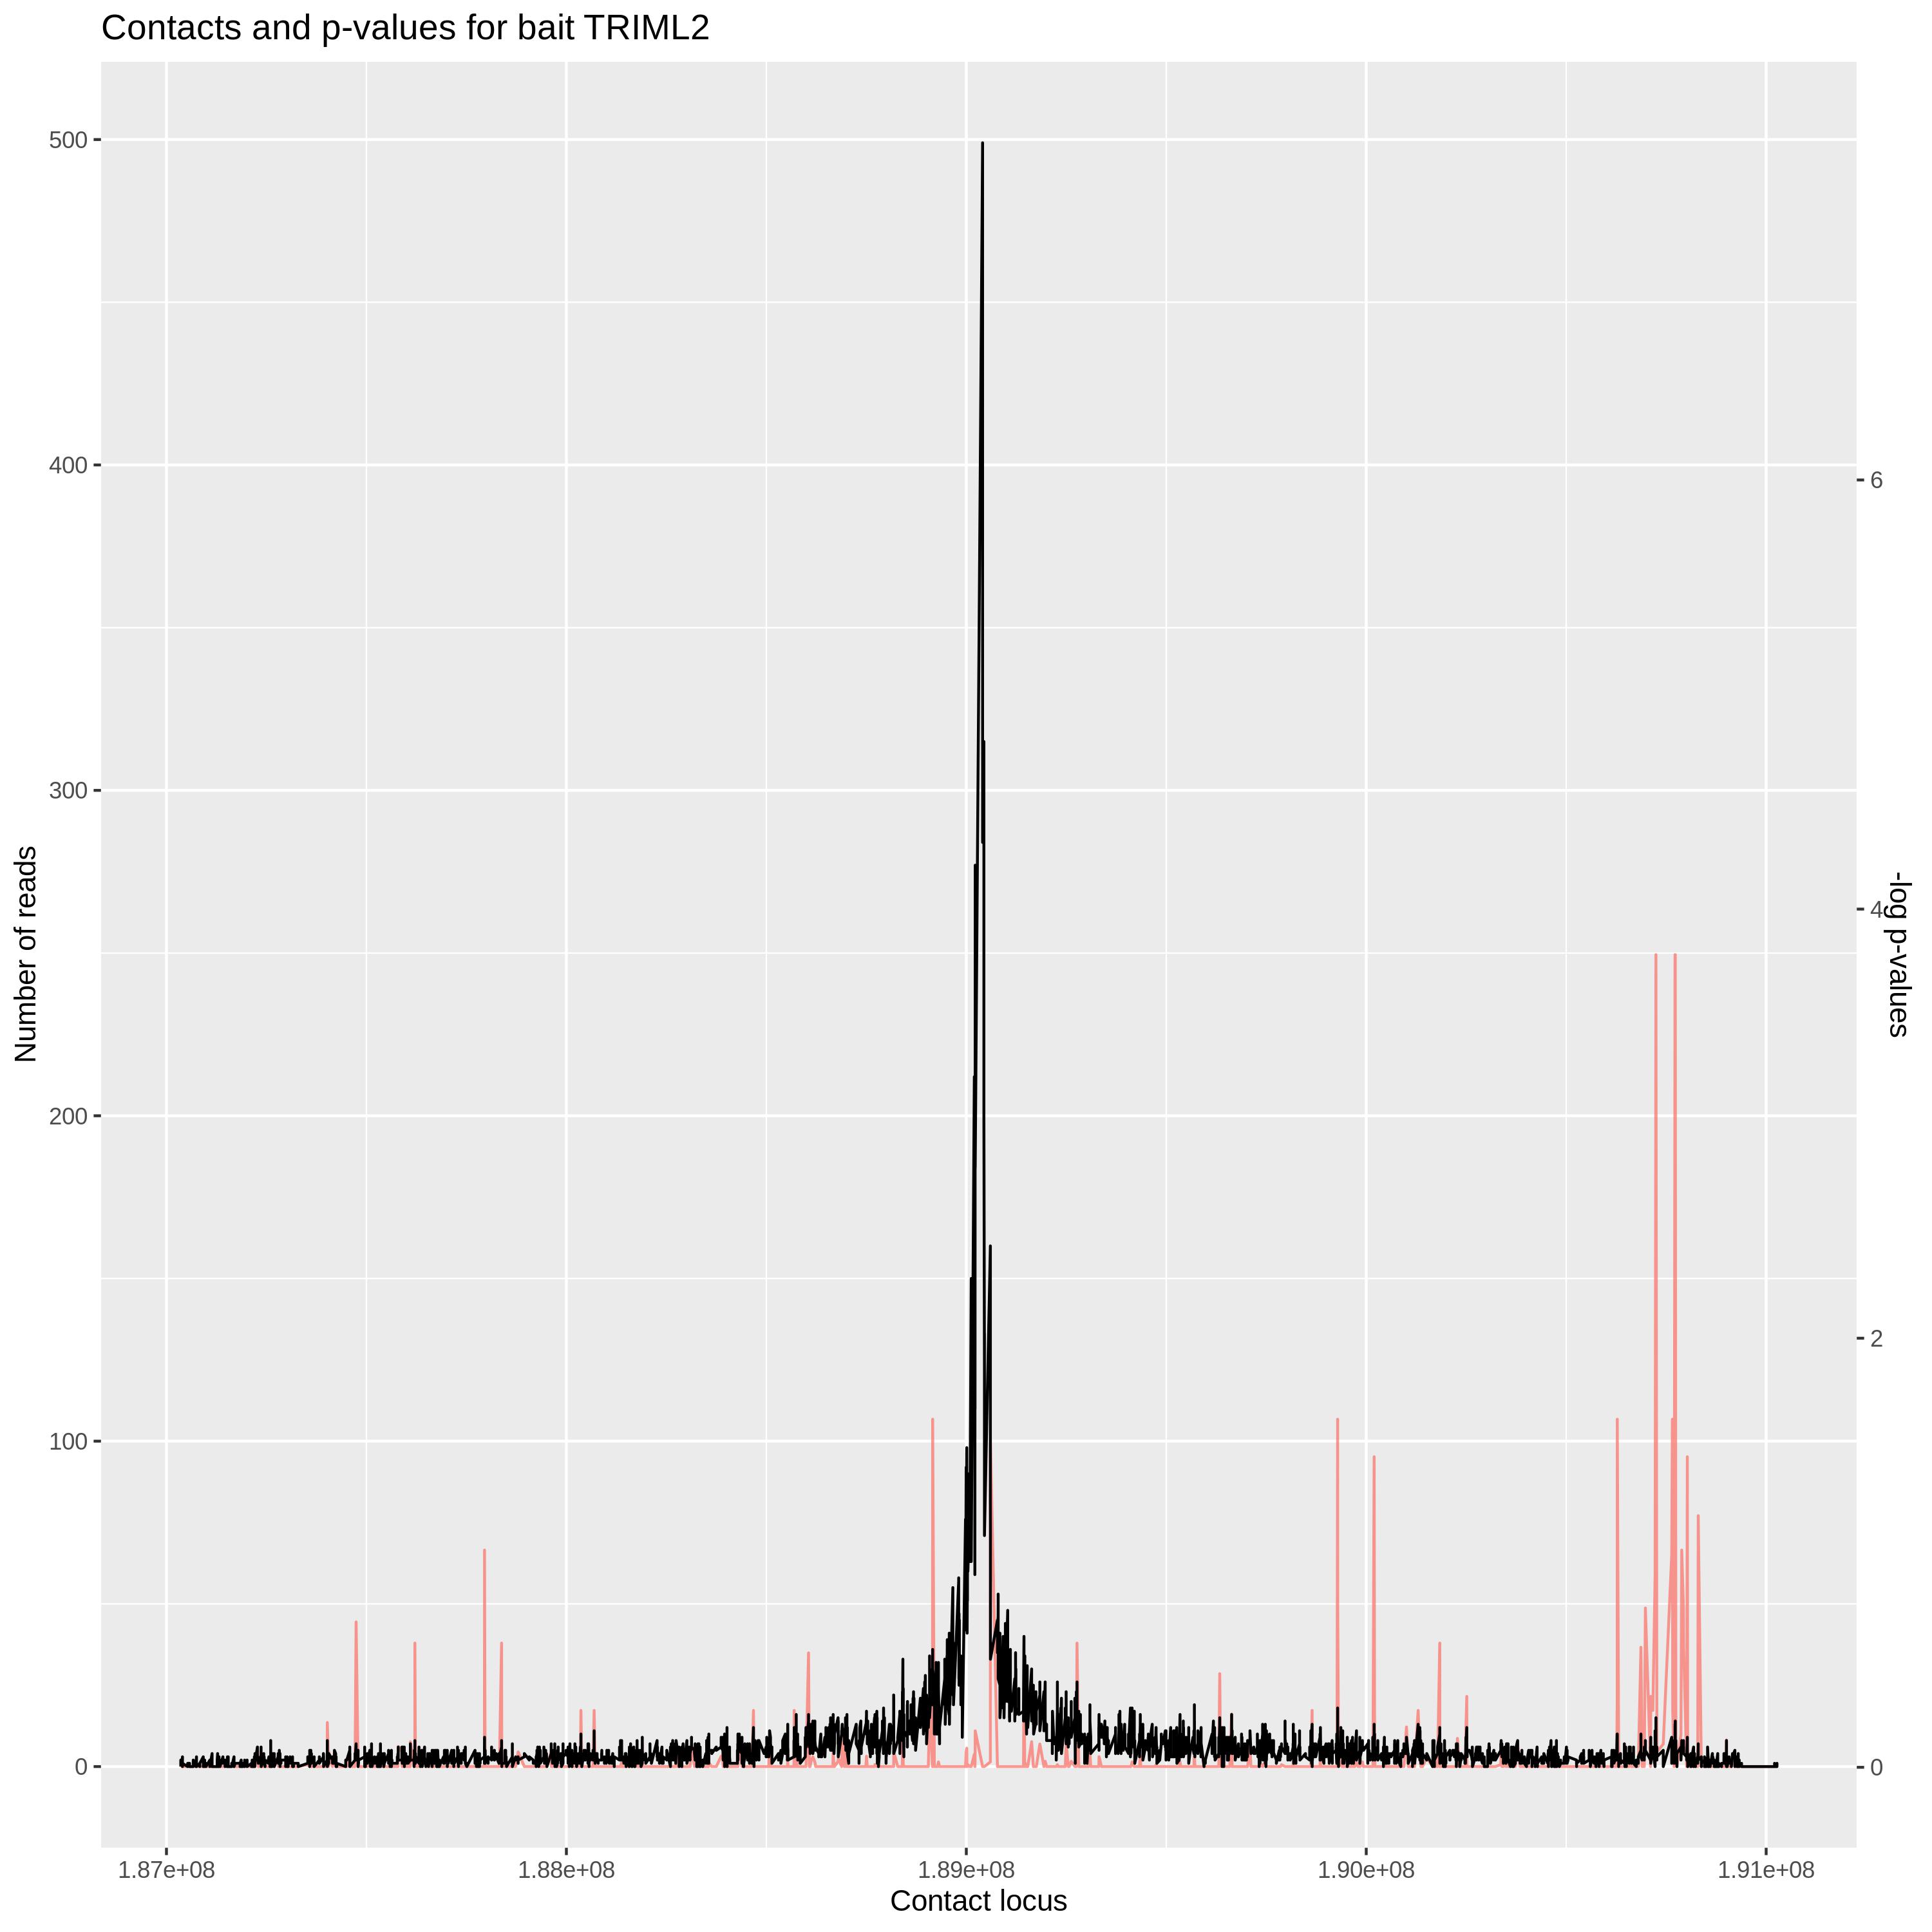 Contacts and p-values for bait TRIML2
500
400
300
200
100
0
Number of reads
6
4
2
0
-log p-values
1.87e+08
1.88e+08
1.89e+08
1.90e+08
1.91e+08
Contact locus